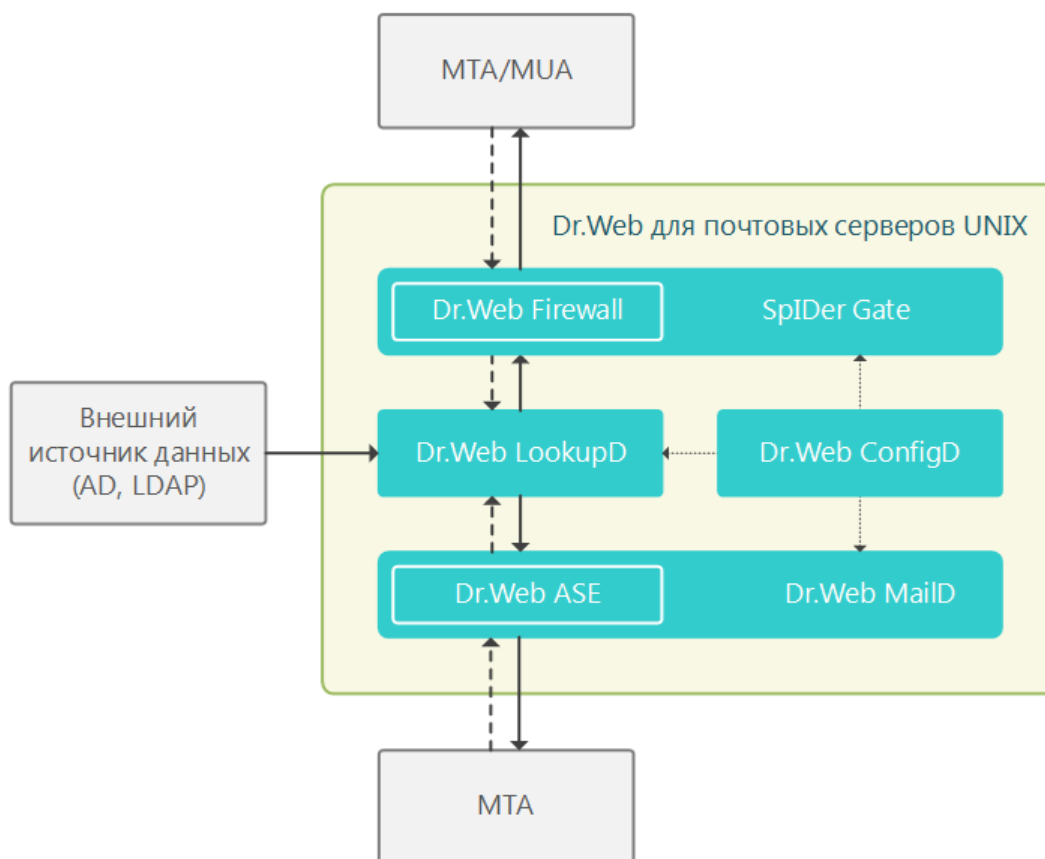 MTA/MUA
Dr.Web для почтовых серверов UNIX
Dr.Web Firewall
SpIDer Gate
Внешний
источник данных
(AD, LDAP)
Dr.Web LookupD
Dr.Web ConfigD
Dr.Web ASE
Dr.Web MailD
MTA